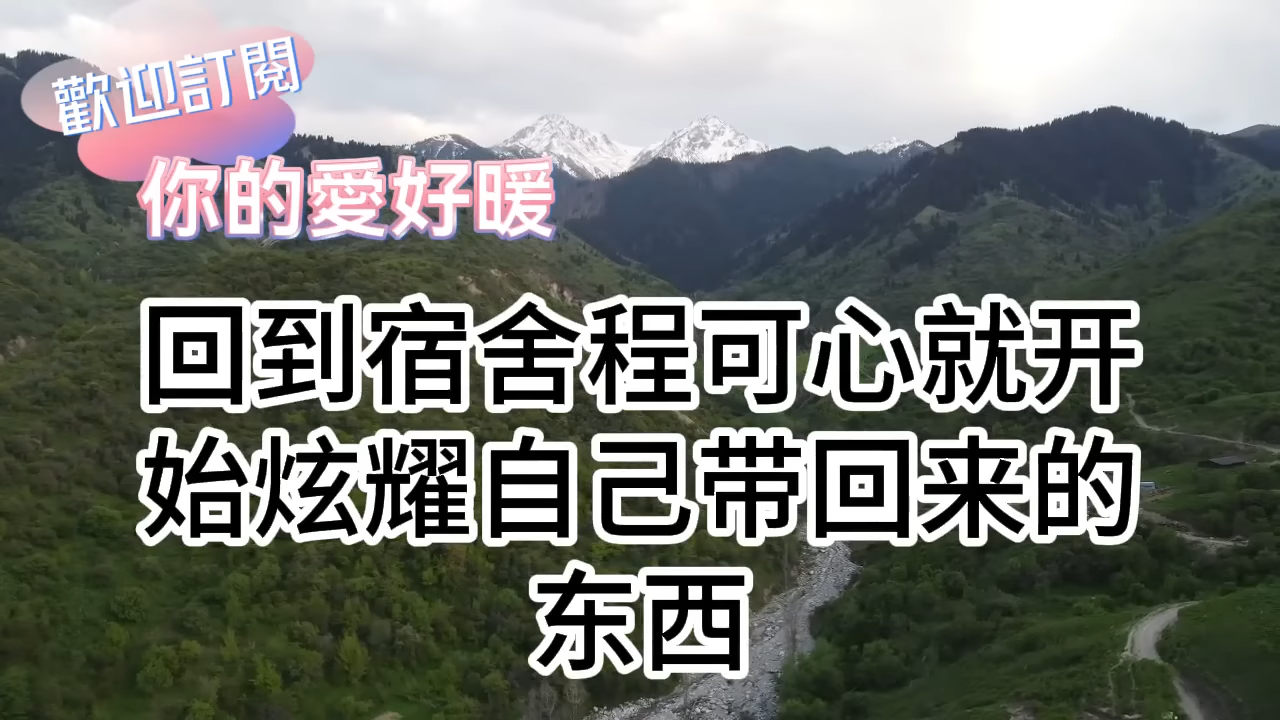 歡迎訂閱
你的愛好暖
回到宿舍程可心就开
始炫耀自己带回来的
东西